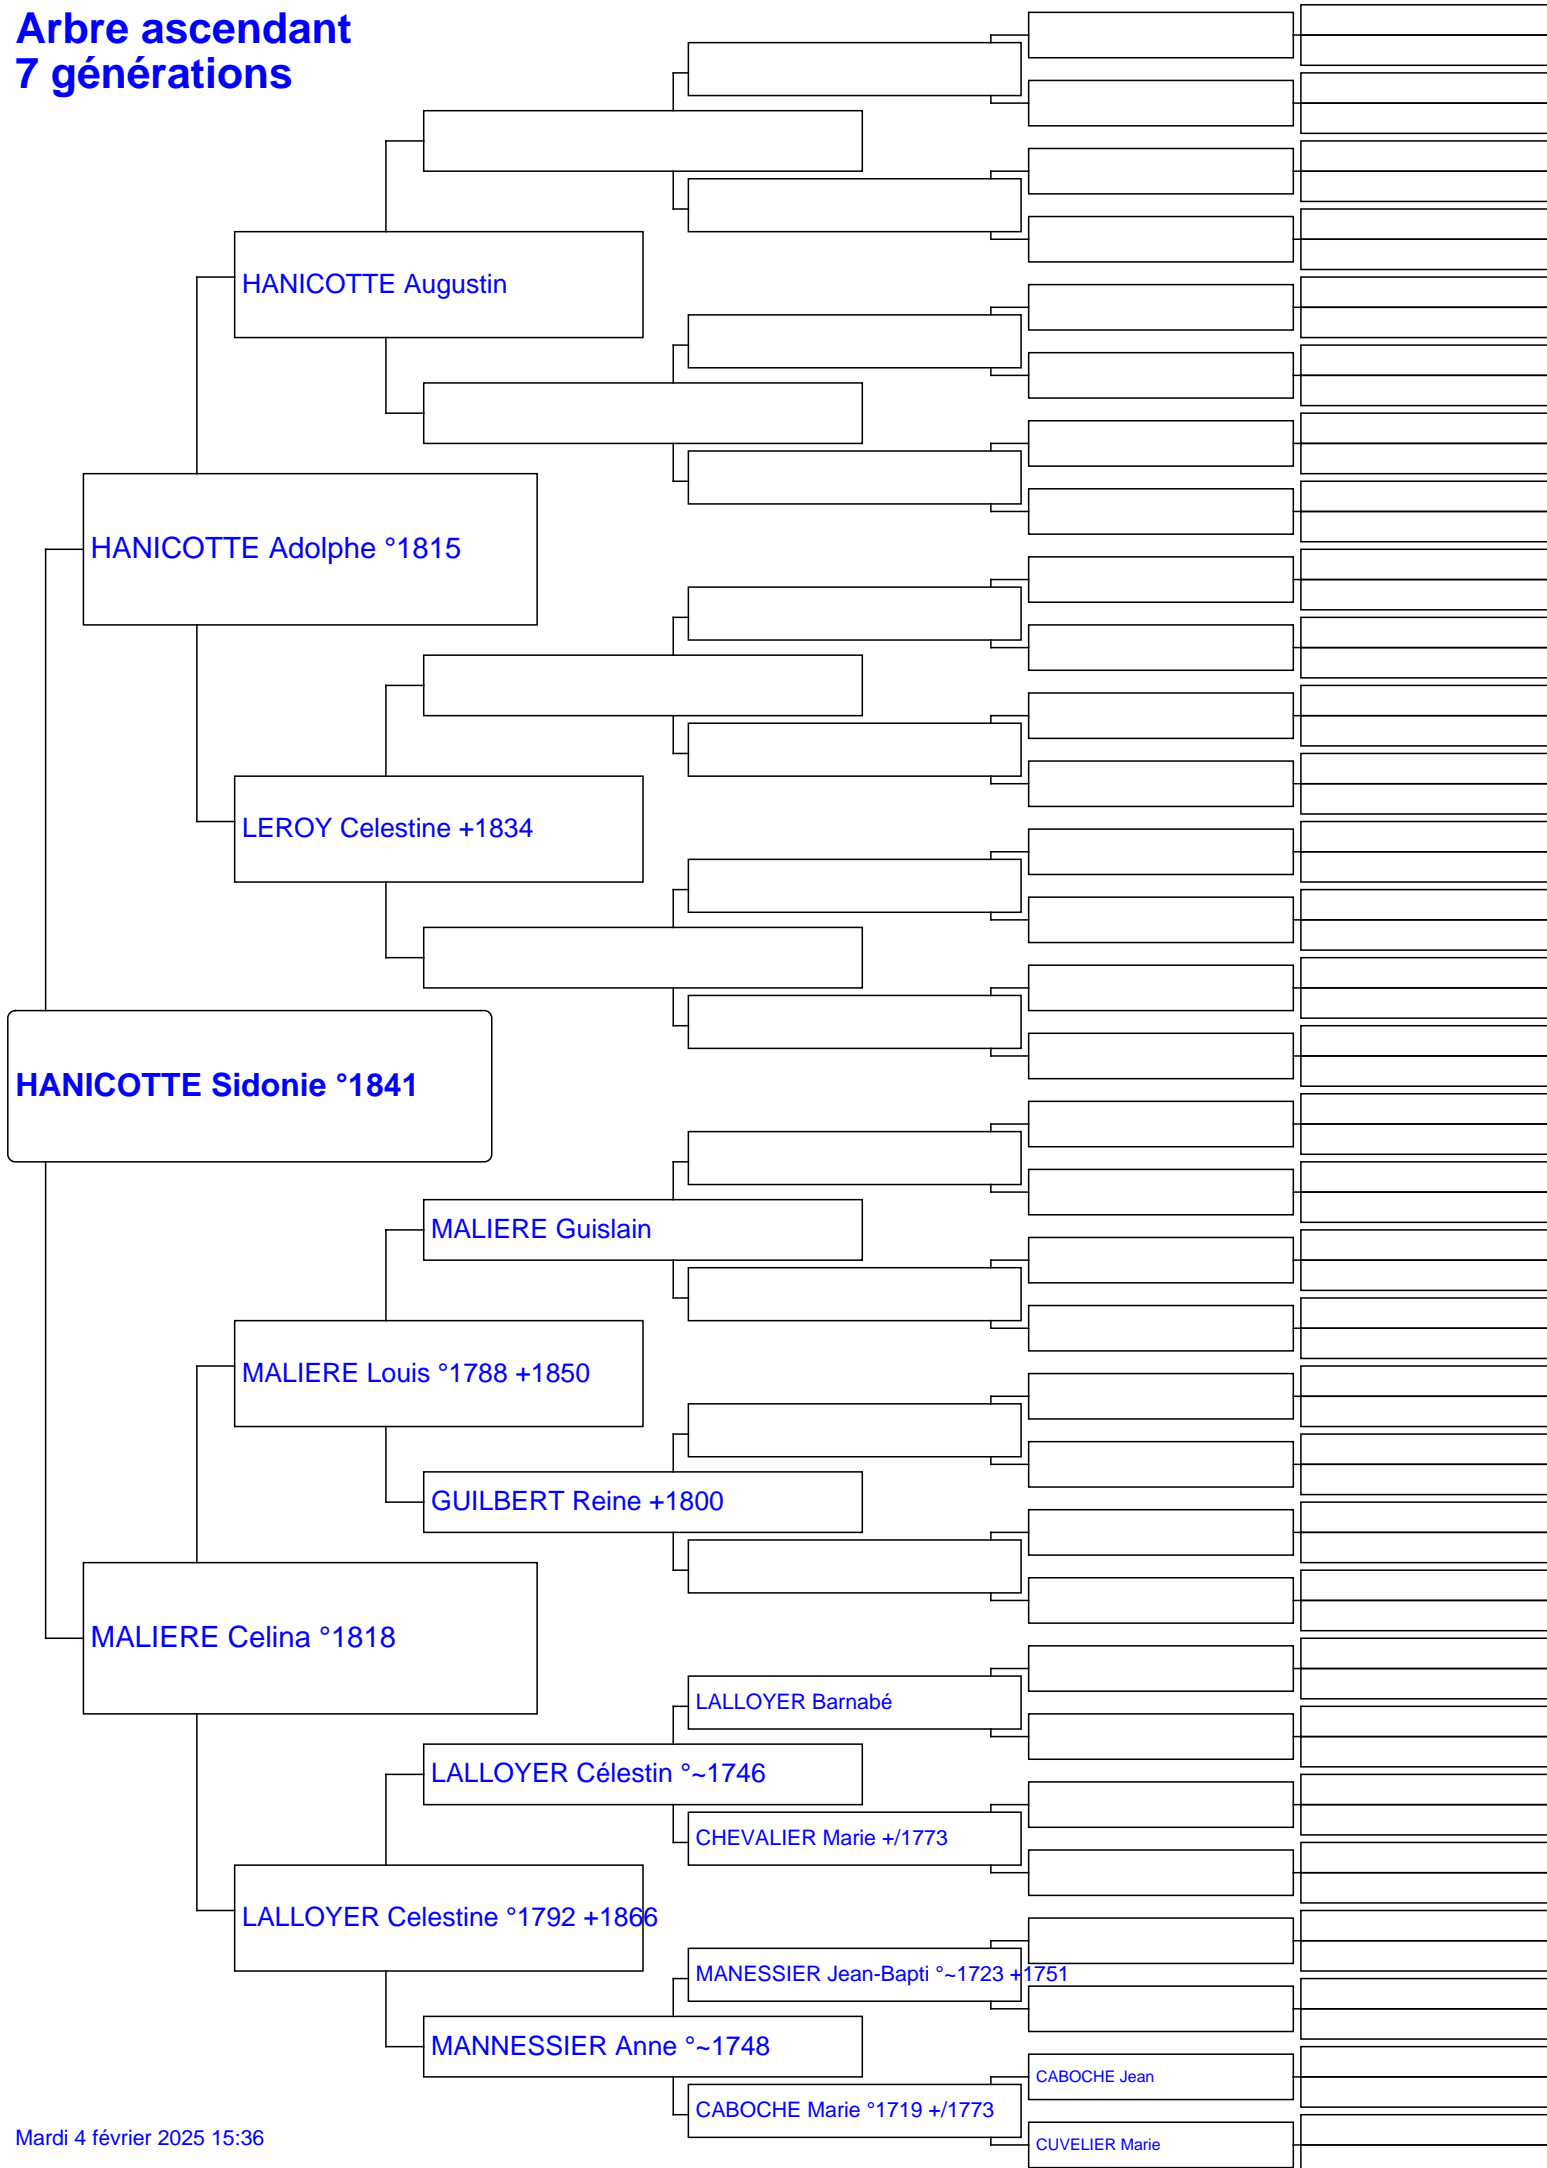 Arbre ascendant
7 générations
HANICOTTE Augustin
HANICOTTE Adolphe °1815
LEROY Celestine +1834
HANICOTTE Sidonie °1841
MALIERE Guislain
MALIERE Louis °1788 +1850
GUILBERT Reine +1800
MALIERE Celina °1818
LALLOYER Barnabé
LALLOYER Célestin °~1746
CHEVALIER Marie +/1773
LALLOYER Celestine °1792 +1866
MANESSIER Jean-Bapti °~1723 +1751
MANNESSIER Anne °~1748
CABOCHE Jean
CABOCHE Marie °1719 +/1773
CUVELIER Marie
Mardi 4 février 2025 15:36